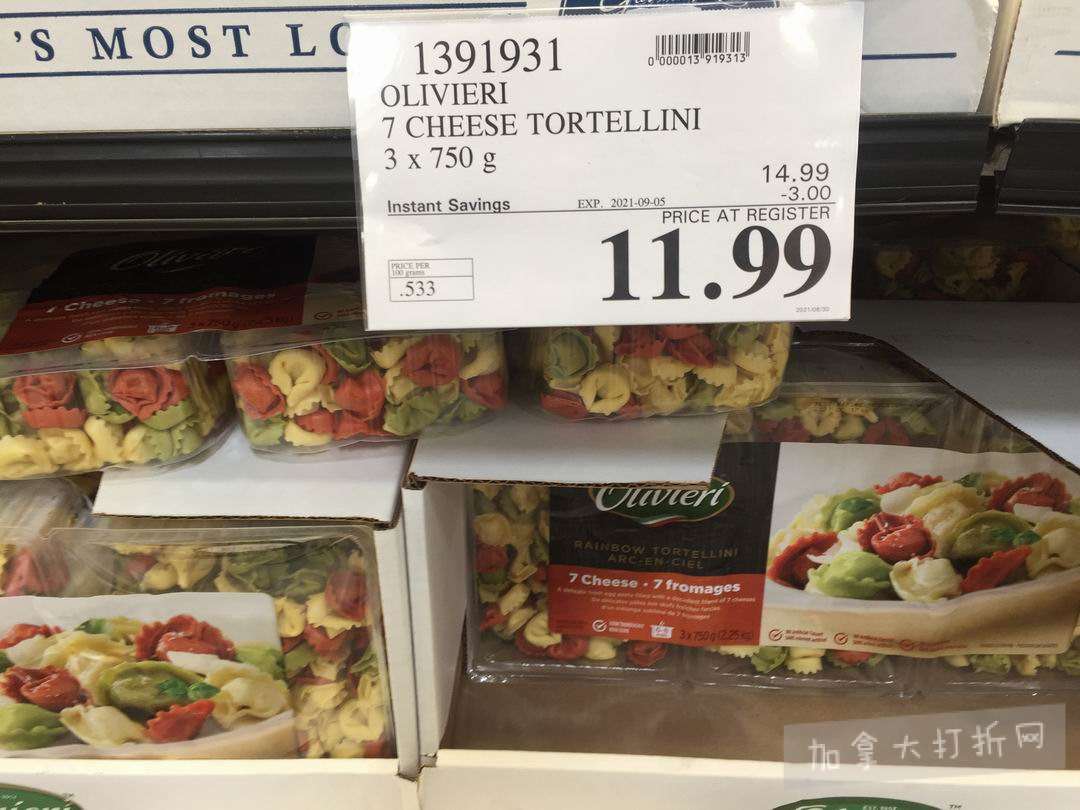 'S MOST LO
1391931
0 000013 919313
OLIVIERI
7 CHEESE TORTELLINI
3 x 750 g
14.99
-3.00
Instant Savings EXP. 2021-09-05
PRICE AT REGISTER
11.99
PRICE PER
100 grams
.533
2021/08/30
Olivieri
7 Cheese · 7 fromages
Olivieri
RAINBOW TORTELLINI
ARC-EN-CIEL
7 Cheese · 7 fromages
3 x 750 g (2.25 kg)
加拿大打折网